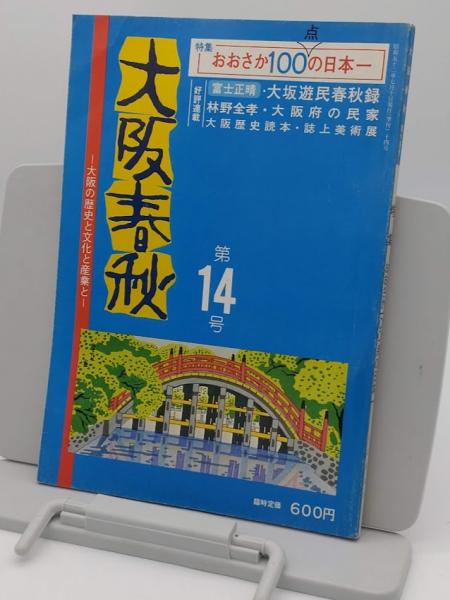 特集 おおさか100点の日本一
好評連載
富士正晴・大坂遊民春秋録
林野全孝・大阪府の民家
大阪歴史読本・誌上美術展
大阪春秋
―大阪の歴史と文化と産業と―
第
14
号
臨時定価 600円